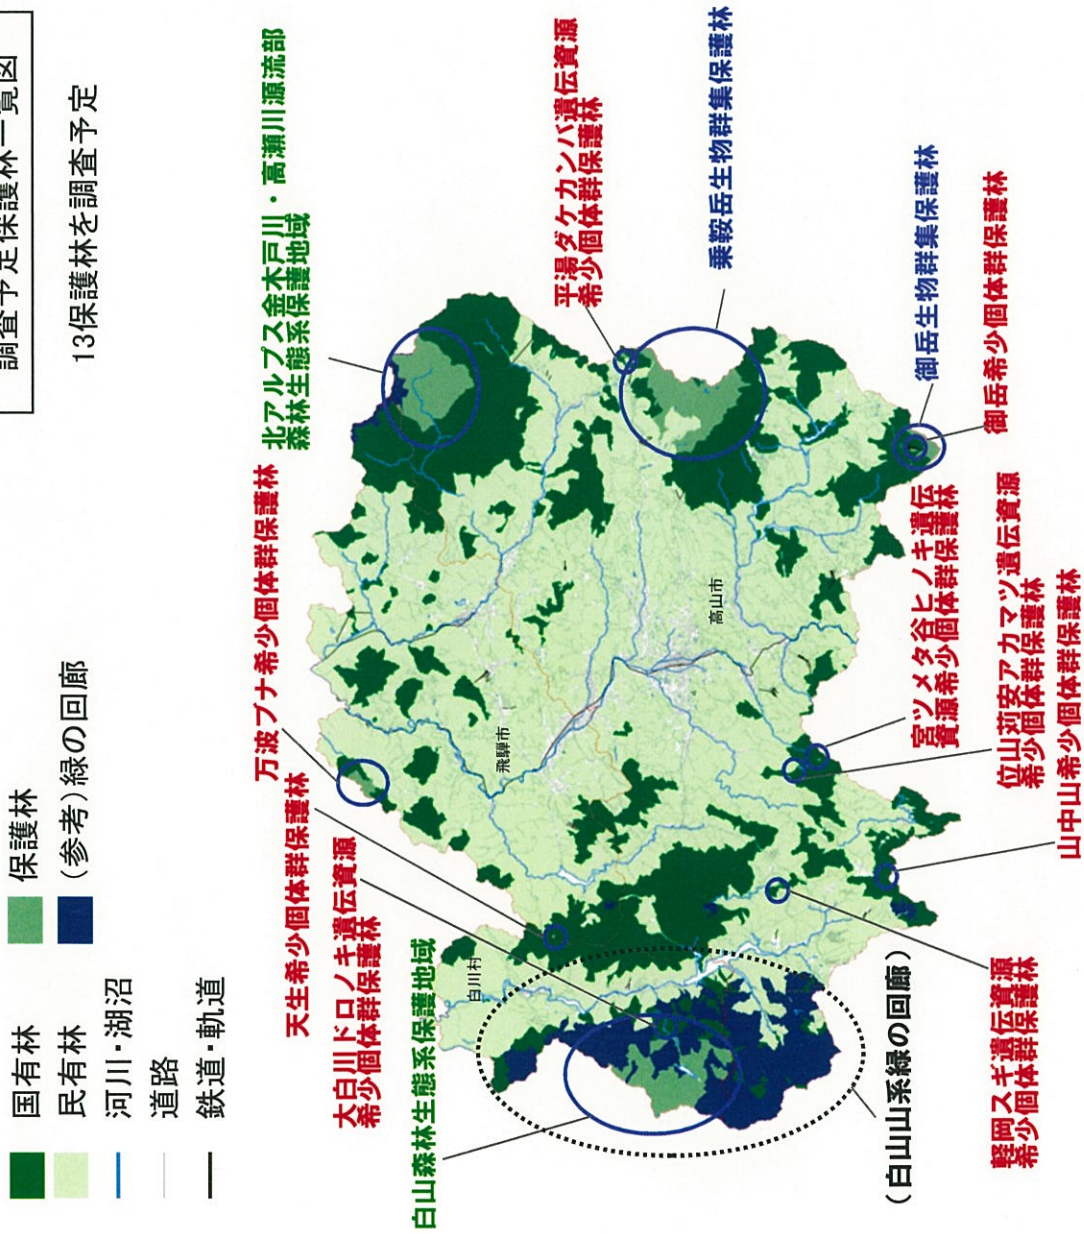 調査予定保護林一覧図
13保護林を調査予定
国有林
民有林
河川・湖沼
道路
鉄道・軌道
保護林
(参考)緑の回廊
白山森林生態系保護地域
大白川ドロノキ遺伝資源
希少個体群保護林
天生希少個体群保護林
万波ブナ希少個体群保護林
北アルプス金木戸川・高瀬川源流部
森林生態系保護地域
平湯ダケカンバ遺伝資源
希少個体群保護林
乗鞍岳生物群集保護林
御岳生物群集保護林
御岳希少個体群保護林
宮ツメタ谷ヒノキ遺伝
資源希少個体群保護林
位山苅安アカマツ遺伝資源
希少個体群保護林
山中山希少個体群保護林
軽岡スギ遺伝資源
希少個体群保護林
(白山山系緑の回廊)
白川村
飛騨市
高山市